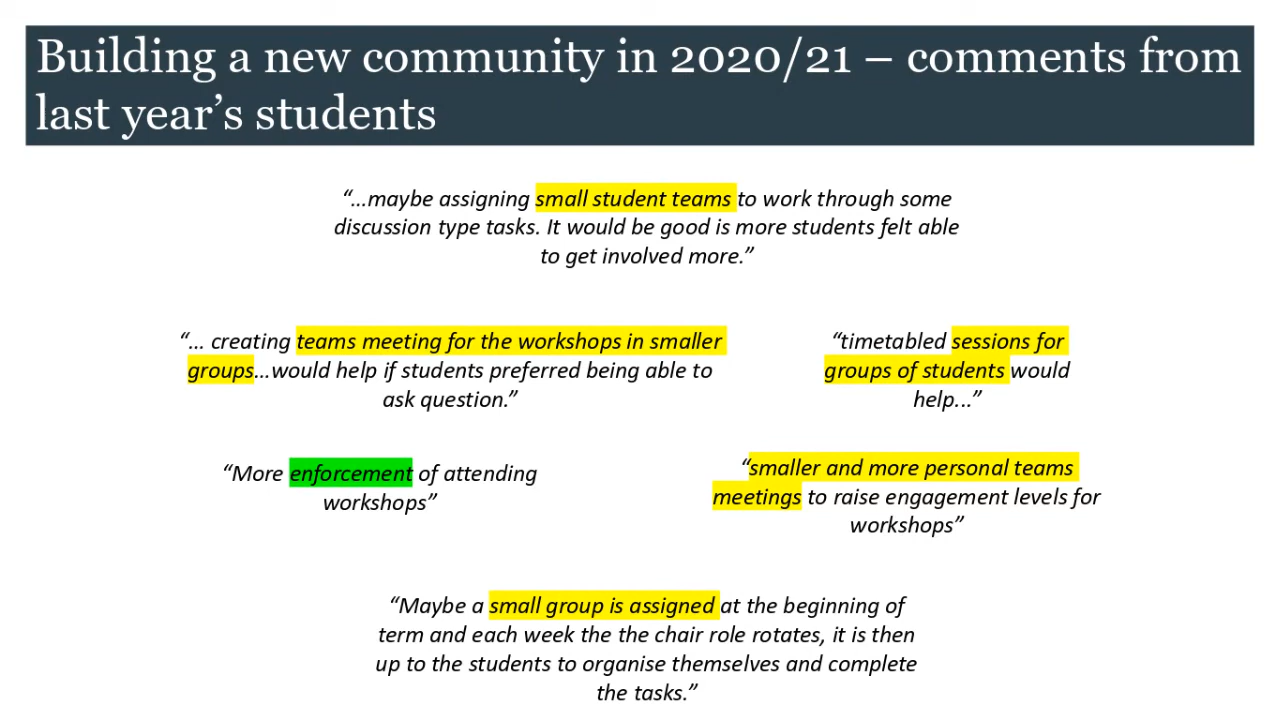 Building a new community in 2020/21 – comments from
last year’s students
“…maybe assigning small student teams to work through some
discussion type tasks. It would be good is more students felt able
to get involved more.”
“… creating teams meeting for the workshops in smaller
groups…would help if students preferred being able to
ask question.”
“timetabled sessions for
groups of students would
help...”
“More enforcement of attending
workshops”
“smaller and more personal teams
meetings to raise engagement levels for
workshops”
“Maybe a small group is assigned at the beginning of
term and each week the the chair role rotates, it is then
up to the students to organise themselves and complete
the tasks.”